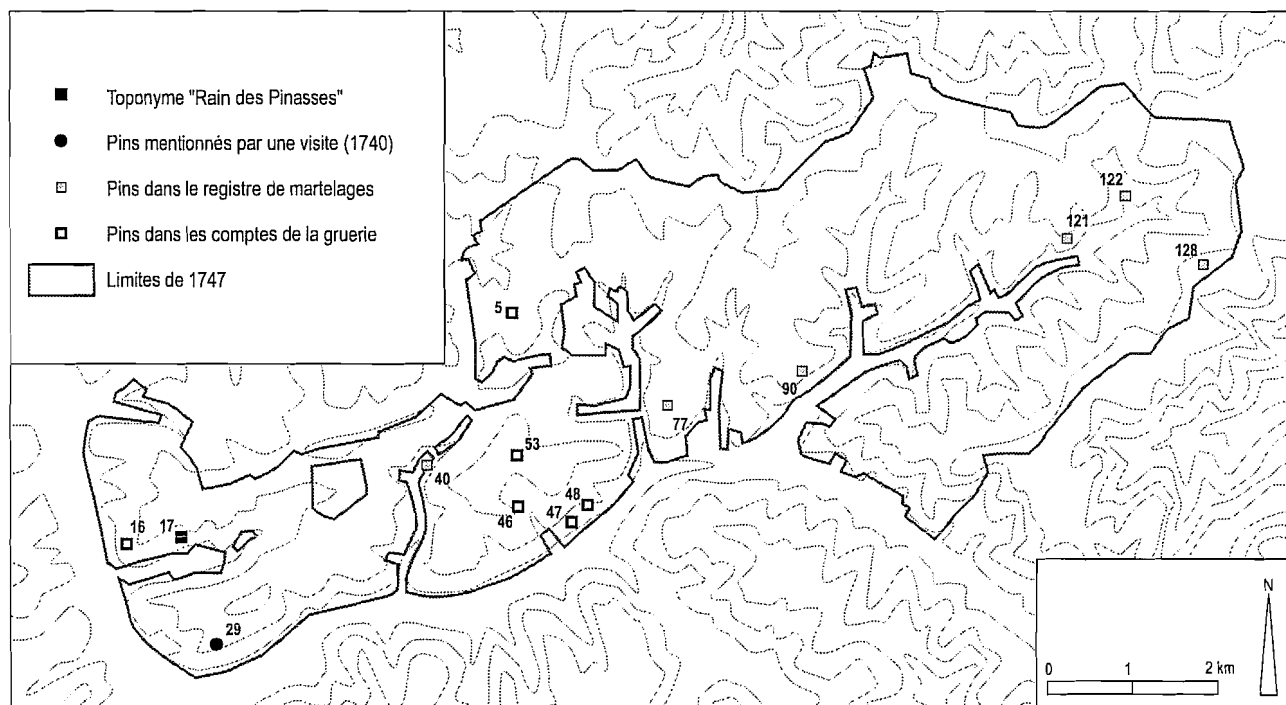 Toponyme "Rain des Pinasses"
Pins mentionnés par une visite (1740)
Pins dans le registre de martelages
Pins dans les comptes de la gruerie
Limites de 1747
122
121
128
5
90
77
53
40
48
46
47
16
17
29
N
0 1 2 km